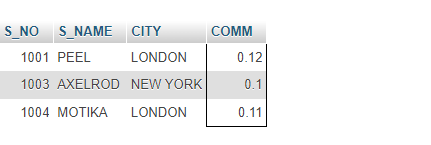 S_NO S_NAME CITY COMM
1001 PEEL LONDON 0.12
1003 AXELROD NEW YORK 0.1
1004 MOTIKA LONDON 0.11